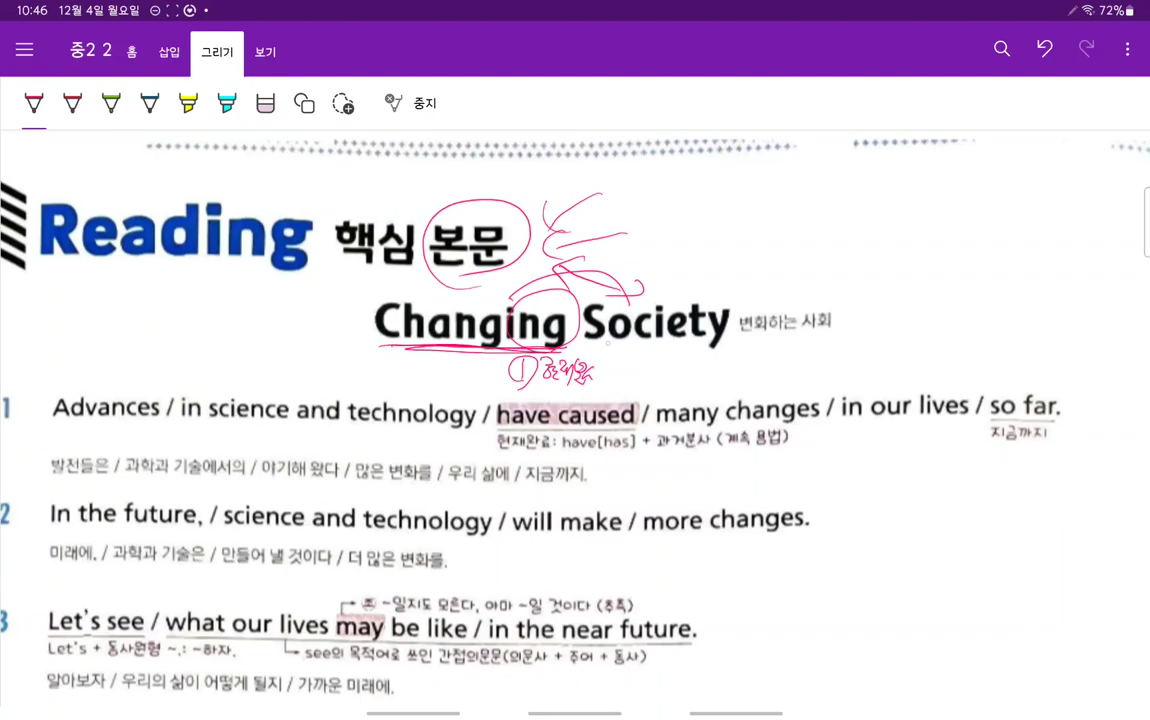 10:46 12월 4일 월요일 72%
중2 2 홈 삽입 그리기 보기
중지
Reading 핵심 본문
Changing Society 변화하는 사회
①현재분
1 Advances / in science and technology / have caused / many changes / in our lives / so far.
현재완료: have[has] + 과거분사 (계속 용법) 지금까지
발전들은 / 과학과 기술에서의 / 야기해 왔다 / 많은 변화를 / 우리 삶에 / 지금까지.
2 In the future, / science and technology / will make / more changes.
미래에, / 과학과 기술은 / 만들어 낼 것이다 / 더 많은 변화를.
조 ~일지도 모른다, 아마 ~일 것이다 (추측)
3 Let's see / what our lives may be like / in the near future.
Let's + 동사원형 ~.: ~하자. see의 목적어로 쓰인 간접의문문(의문사 + 주어 + 동사)
알아보자 / 우리의 삶이 어떻게 될지 / 가까운 미래에.